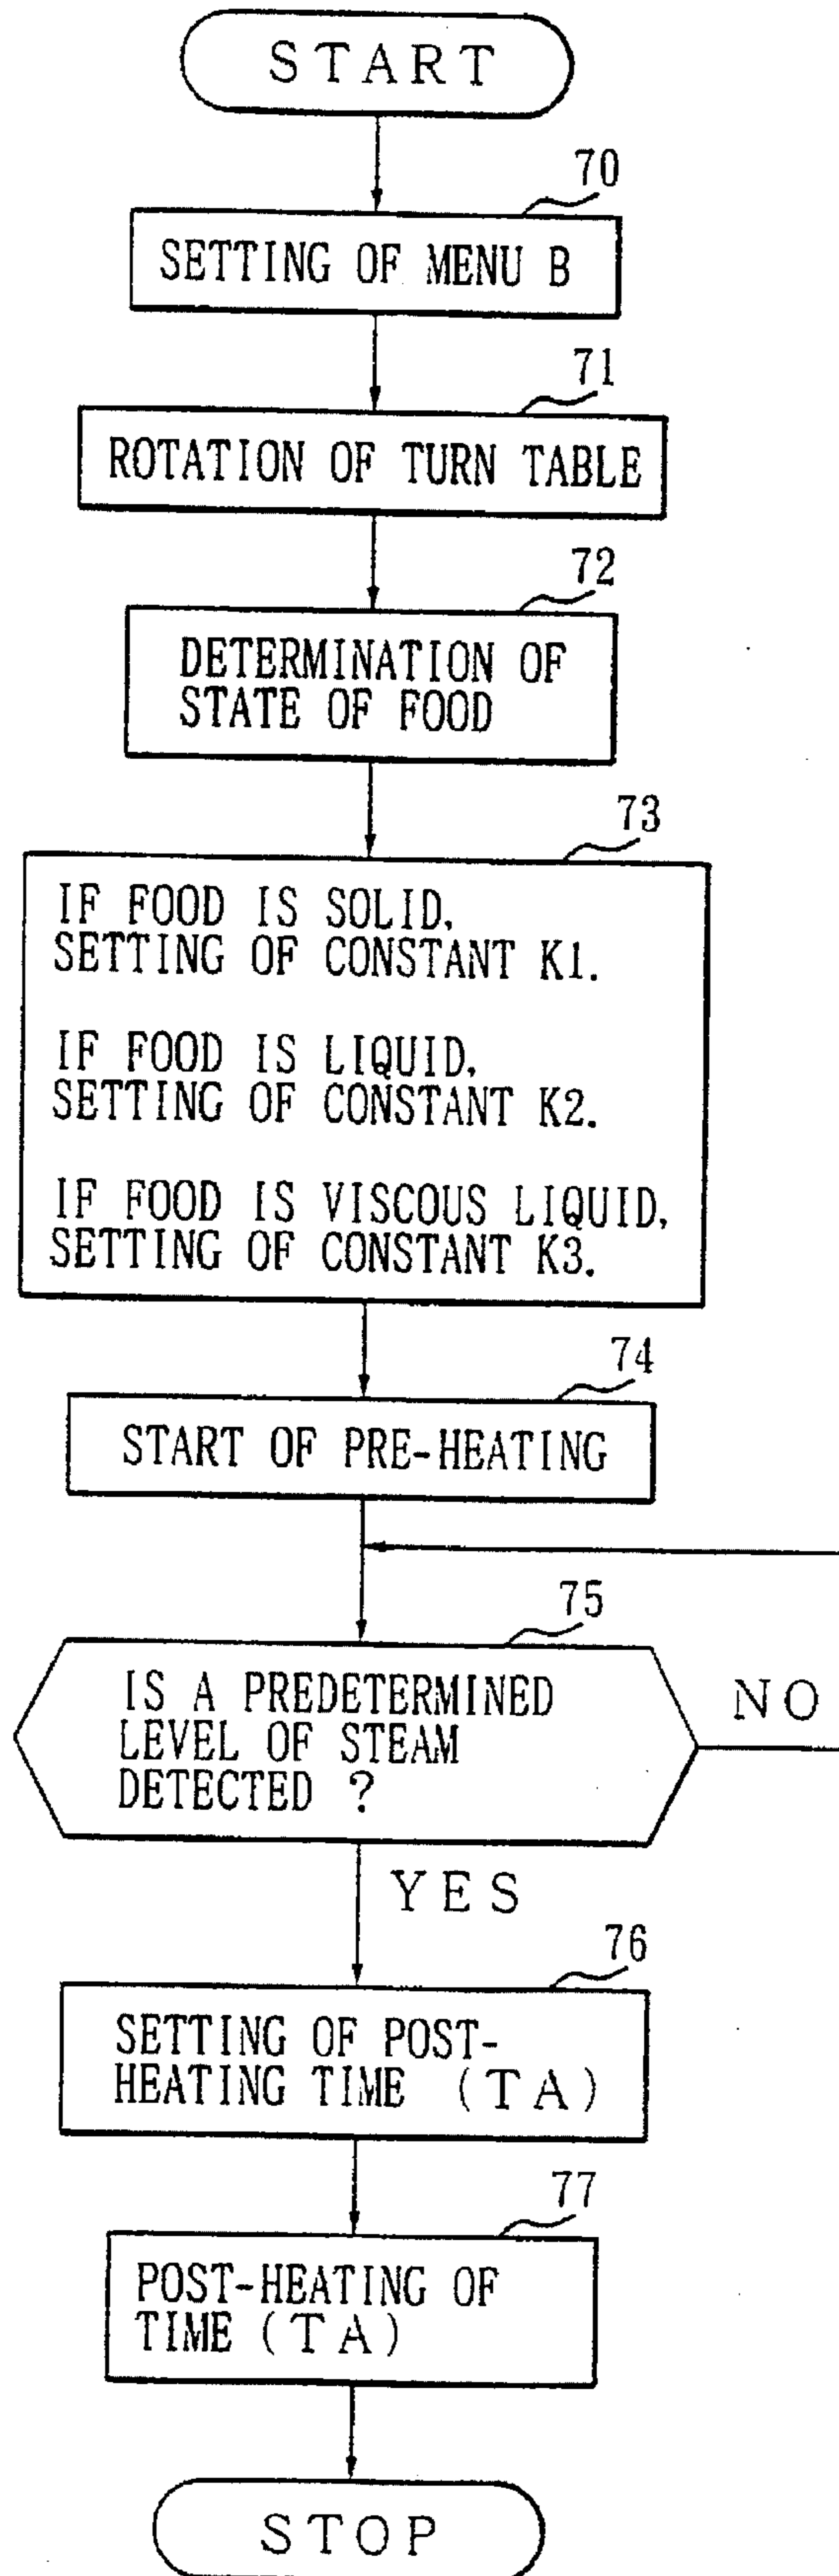 START
70
SETTING OF MENU B
71
ROTATION OF TURN TABLE
72
DETERMINATION OF
STATE OF FOOD
73
IF FOOD IS SOLID,
SETTING OF CONSTANT K1.
IF FOOD IS LIQUID,
SETTING OF CONSTANT K2.
IF FOOD IS VISCOUS LIQUID,
SETTING OF CONSTANT K3.
74
START OF PRE-HEATING
75
IS A PREDETERMINED
LEVEL OF STEAM
DETECTED ?
NO
YES
76
SETTING OF POST-
HEATING TIME (TA)
77
POST-HEATING OF
TIME (TA)
STOP